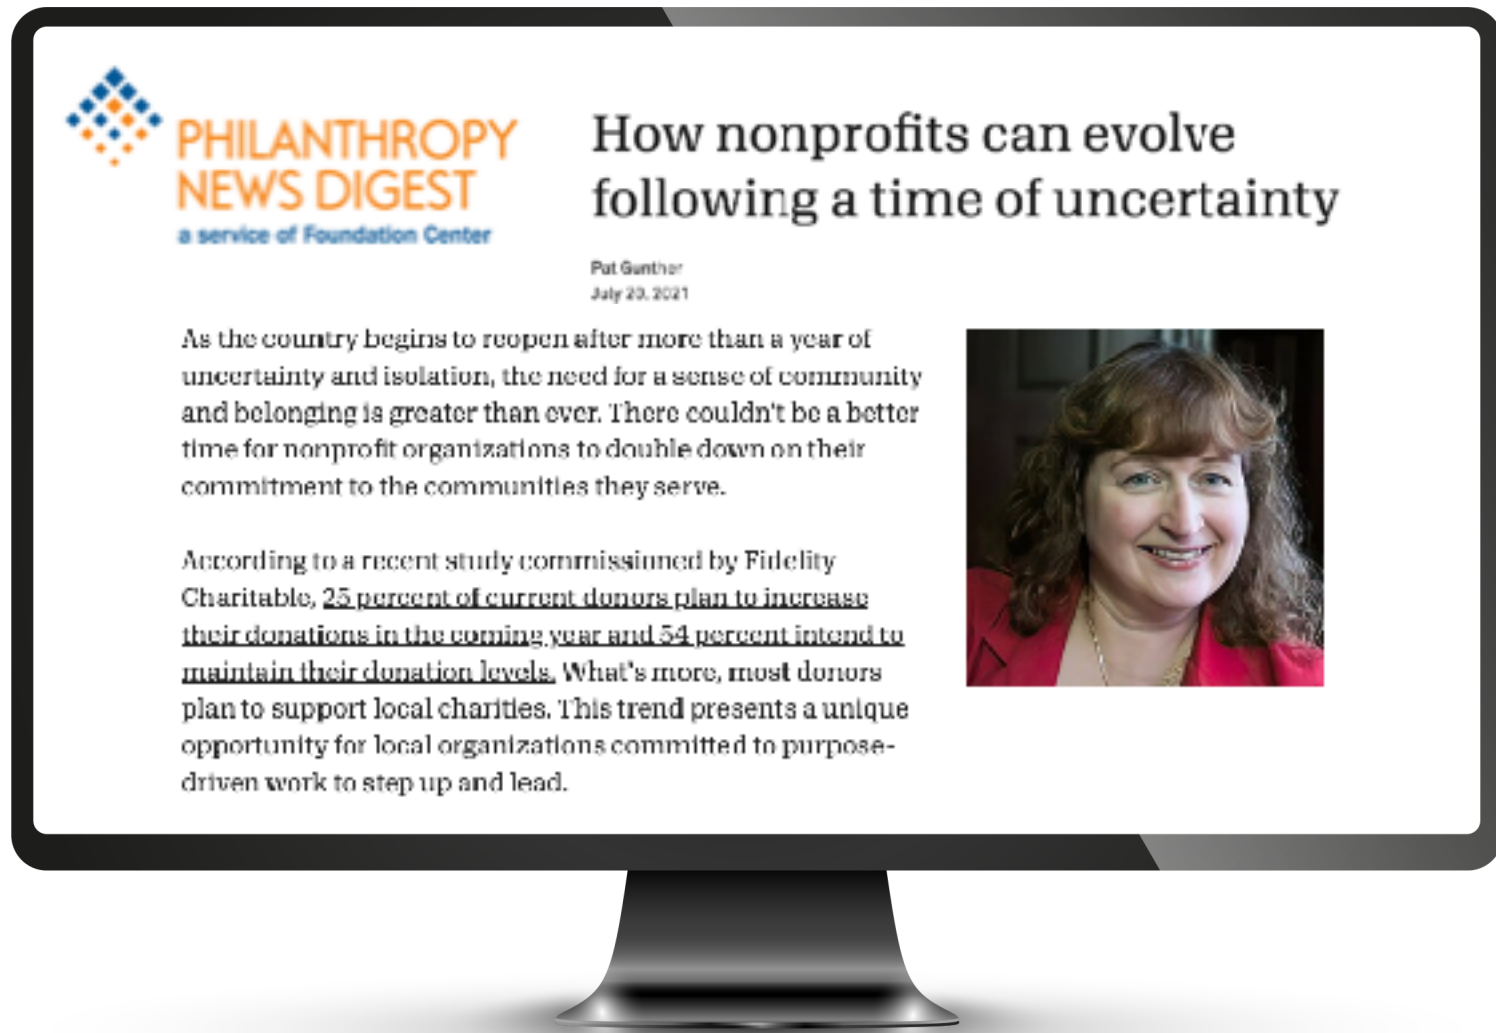 PHILANTHROPY
NEWS DIGEST
a service of Foundation Center
How nonprofits can evolve
following a time of uncertainty
Pat Gunther
July 20, 2021
As the country begins to reopen after more than a year of
uncertainty and isolation, the need for a sense of community
and belonging is greater than ever. There couldn't be a better
time for nonprofit organizations to double down on their
commitment to the communities they serve.
According to a recent study commissioned by Fidelity
Charitable, 25 percent of current donors plan to increase
their donations in the coming year and 54 percent intend to
maintain their donation levels. What's more, most donors
plan to support local charities. This trend presents a unique
opportunity for local organizations committed to purpose-
driven work to step up and lead.